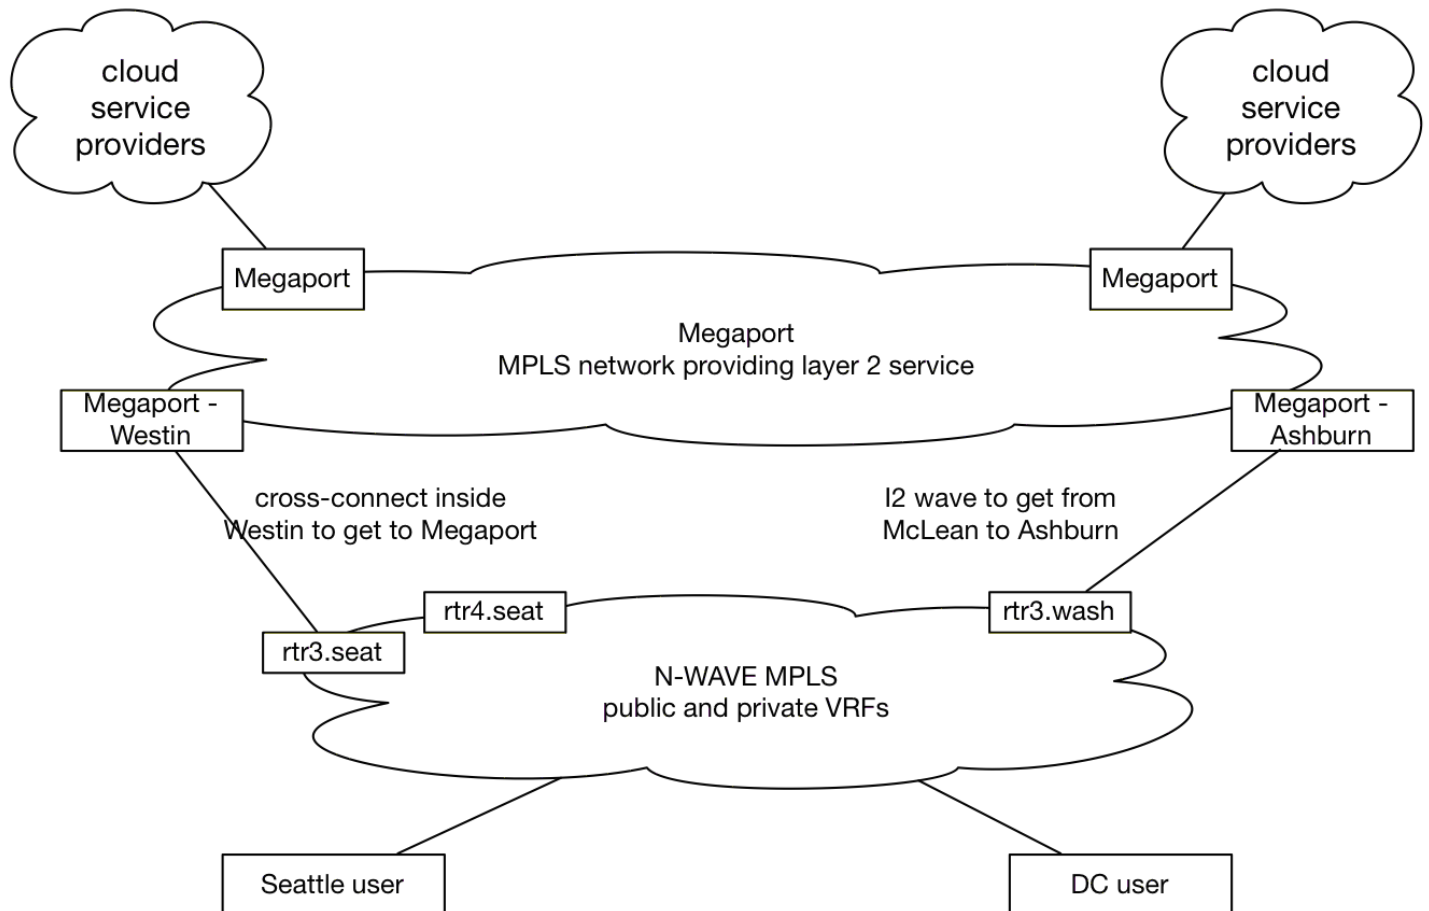 cloud
service
providers
cloud
service
providers
Megaport
Megaport
Megaport
MPLS network providing layer 2 service
Megaport -
Westin
Megaport -
Ashburn
cross-connect inside
Westin to get to Megaport
I2 wave to get from
McLean to Ashburn
rtr4.seat
rtr3.wash
rtr3.seat
N-WAVE MPLS
public and private VRFs
Seattle user
DC user